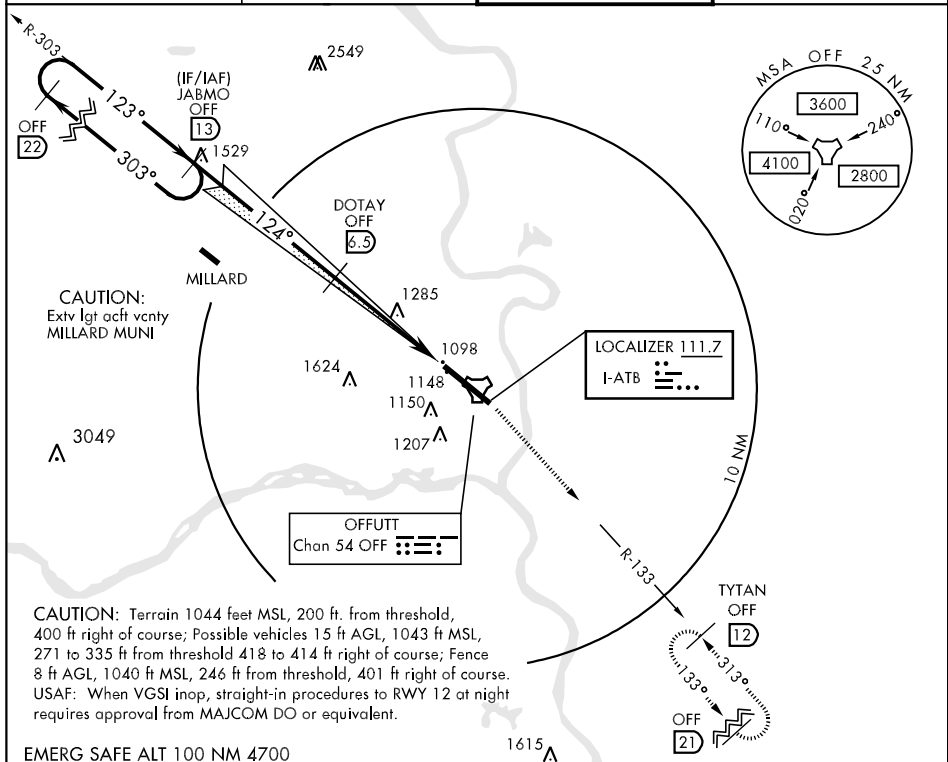 R-303
2549
(IF/IAF)
JABMO
OFF
13
123°
OFF
22
303°
1529
MSA OFF 25 NM
3600
110°
240°
4100
2800
020°
DOTAY
OFF
6.5
124°
MILLARD
CAUTION:
Extv lgt acft vcnty
MILLARD MUNI
1285
1098
LOCALIZER 111.7
I-ATB
1624
1148
1150
1207
3049
10 NM
OFFUTT
Chan 54 OFF
R-133
TYTAN
OFF
12
313°
133°
OFF
21
CAUTION: Terrain 1044 feet MSL, 200 ft. from threshold,
400 ft right of course; Possible vehicles 15 ft AGL, 1043 ft MSL,
271 to 335 ft from threshold 418 to 414 ft right of course; Fence
8 ft AGL, 1040 ft MSL, 246 ft from threshold, 401 ft right of course.
USAF: When VGSI inop, straight-in procedures to RWY 12 at night
requires approval from MAJCOM DO or equivalent.
1615
EMERG SAFE ALT 100 NM 4700